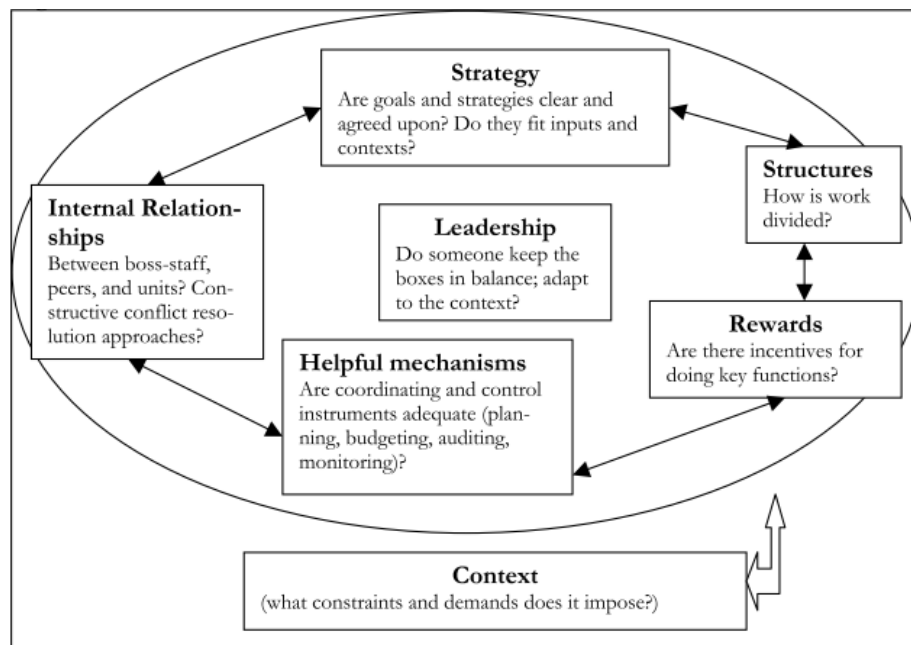 Strategy
Are goals and strategies clear and
agreed upon? Do they fit inputs and
contexts?
Structures
How is work
divided?
Internal Relation-
ships
Between boss-staff,
peers, and units? Con-
structive conflict reso-
lution approaches?
Leadership
Do someone keep the
boxes in balance; adapt
to the context?
Rewards
Are there incentives for
doing key functions?
Helpful mechanisms
Are coordinating and control
instruments adequate (plan-
ning, budgeting, auditing,
monitoring)?
Context
(what constraints and demands does it impose?)